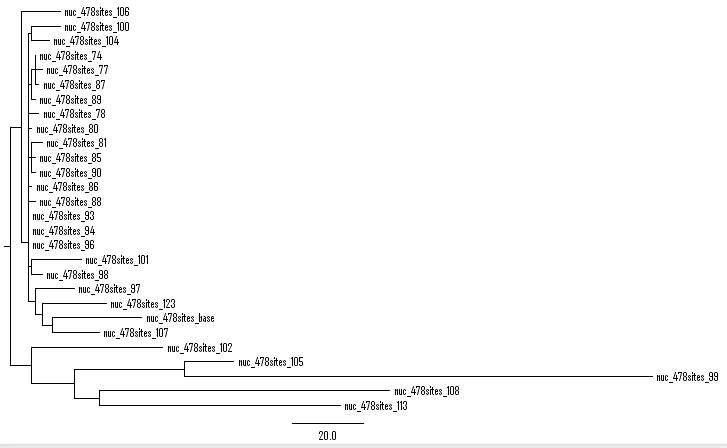 nuc_478sites_106
nuc_478sites_100
nuc_478sites_104
nuc_478sites_74
nuc_478sites_77
nuc_478sites_87
nuc_478sites_89
nuc_478sites_78
nuc_478sites_80
nuc_478sites_81
nuc_478sites_85
nuc_478sites_90
nuc_478sites_86
nuc_478sites_88
nuc_478sites_93
nuc_478sites_94
nuc_478sites_96
nuc_478sites_101
nuc_478sites_98
nuc_478sites_97
nuc_478sites_123
nuc_478sites_base
nuc_478sites_107
nuc_478sites_102
nuc_478sites_105
nuc_478sites_99
nuc_478sites_108
nuc_478sites_113
20.0